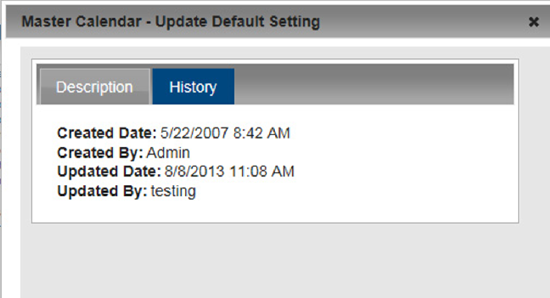 Master Calendar - Update Default Setting
Description History
Created Date: 5/22/2007 8:42 AM
Created By: Admin
Updated Date: 8/8/2013 11:08 AM
Updated By: testing